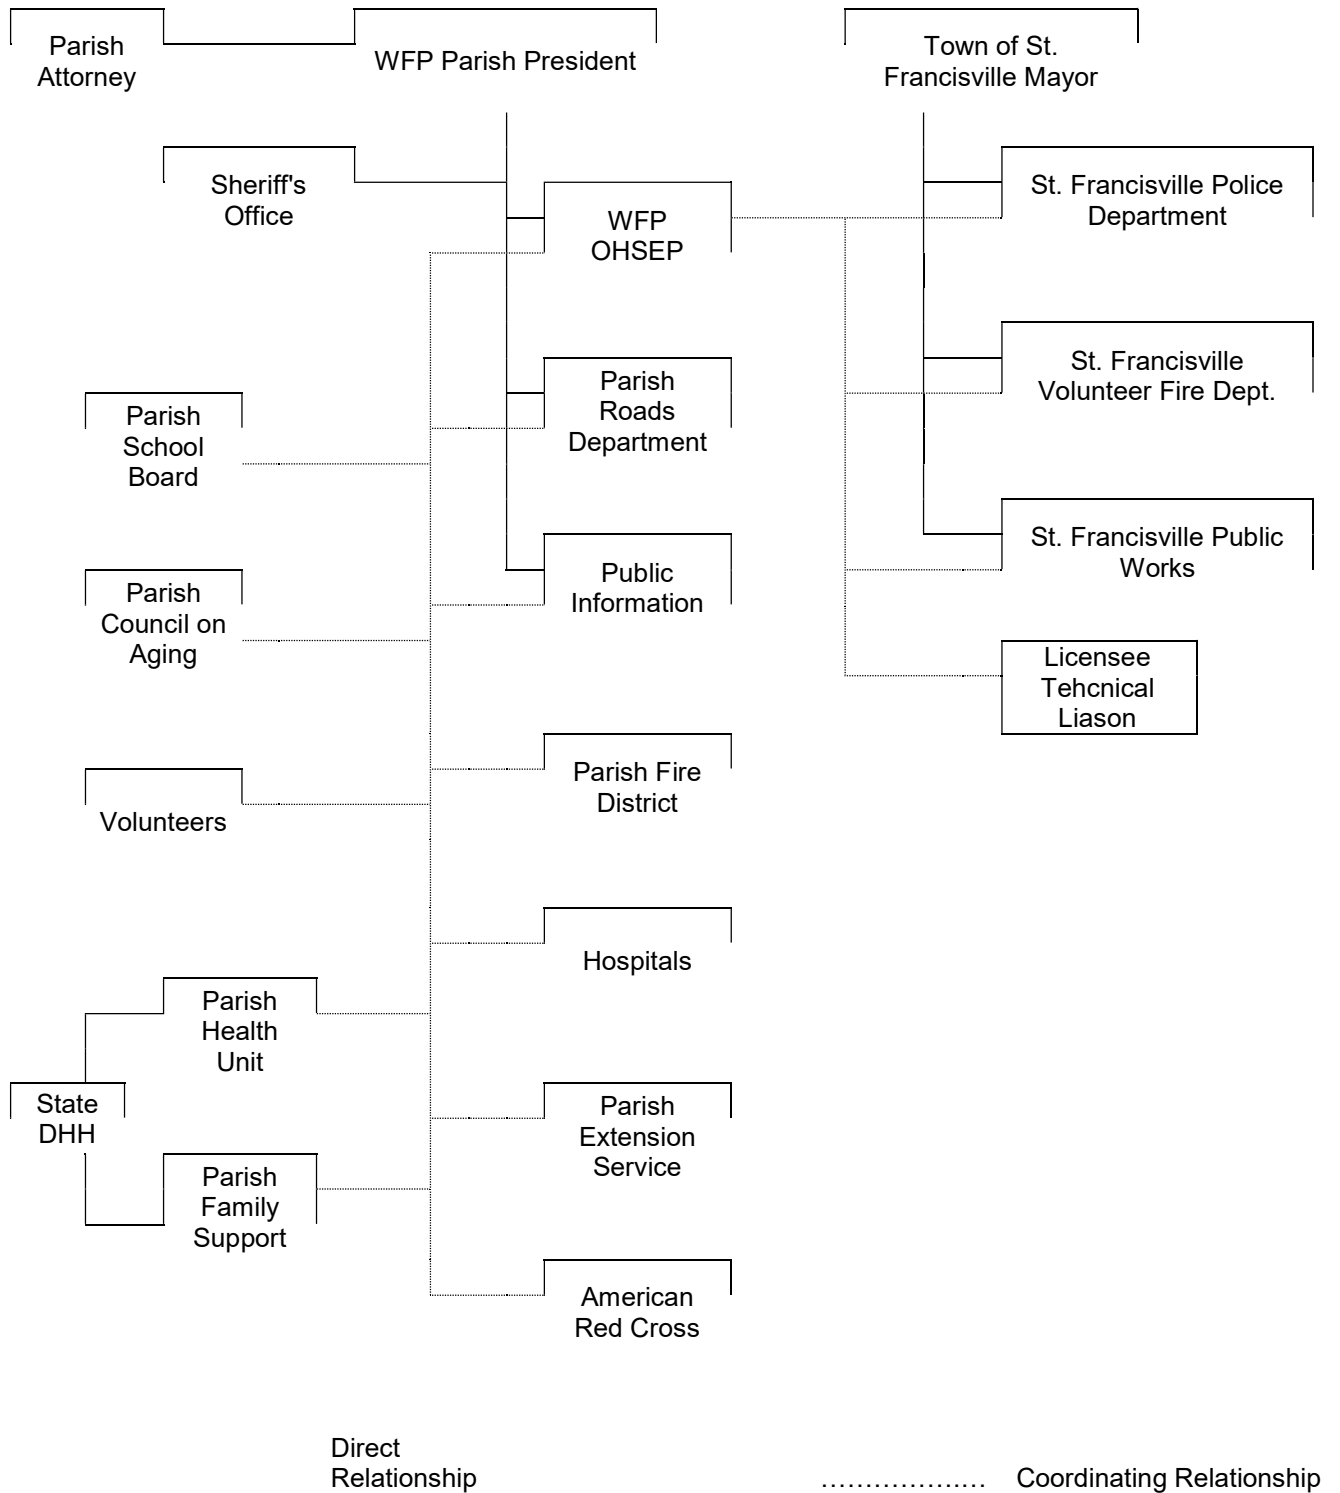 Parish
Attorney
WFP Parish President
Town of St.
Francisville Mayor
Sheriff's
Office
WFP
OHSEP
St. Francisville Police
Department
Parish
School
Board
Parish
Roads
Department
St. Francisville
Volunteer Fire Dept.
Parish
Council on
Aging
Public
Information
St. Francisville Public
Works
Licensee
Tehcnical
Liason
Volunteers
Parish Fire
District
Hospitals
Parish
Health
Unit
State
DHH
Parish
Extension
Service
Parish
Family
Support
American
Red Cross
Direct
Relationship
................... Coordinating Relationship